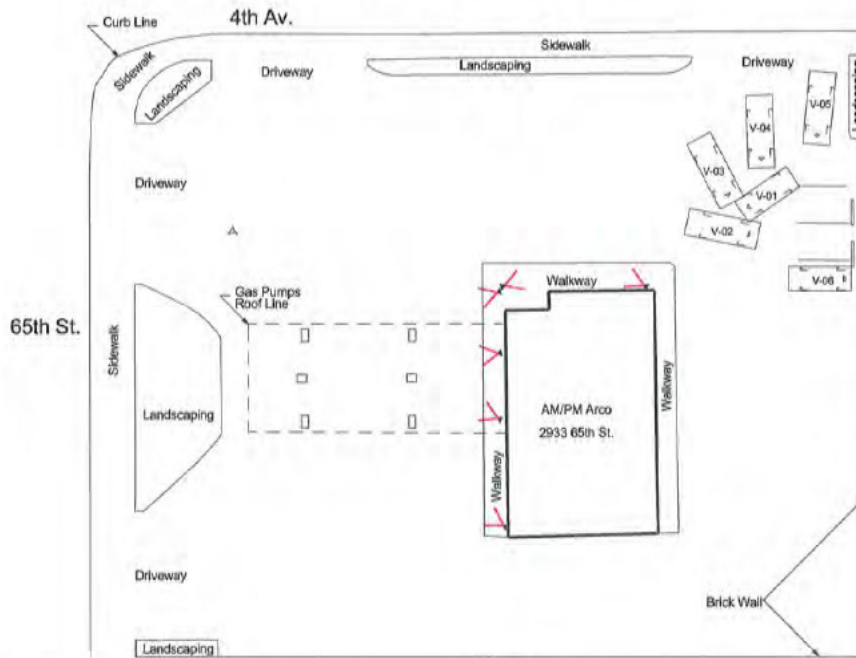 4th Av.
Curb Line
Sidewalk
Sidewalk
Landscaping
Driveway
Landscaping
Driveway
V-05
V-04
V-03
V-01
V-02
V-06
Driveway
Gas Pumps
Roof Line
Walkway
65th St.
Sidewalk
Landscaping
AM/PM Arco
2933 65th St.
Walkway
Walkway
Driveway
Brick Wall
Landscaping